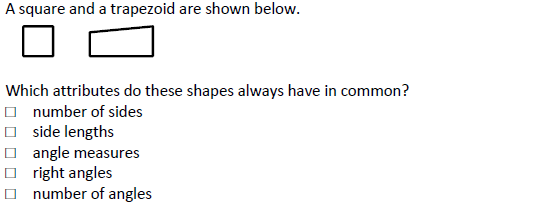 A square and a trapezoid are shown below.
Which attributes do these shapes always have in common?
number of sides
side lengths
angle measures
right angles
number of angles